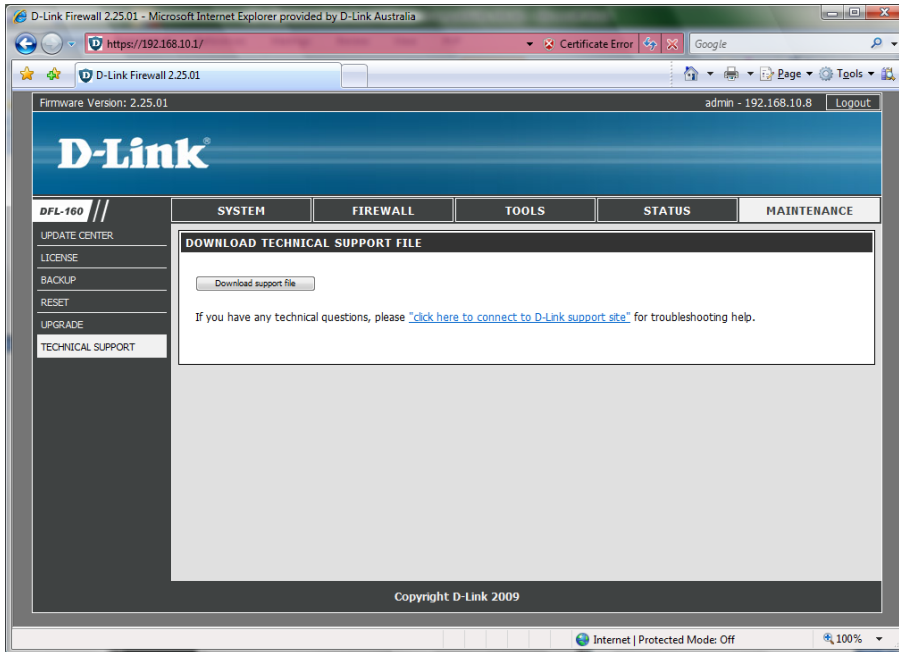 D-Link Firewall 2.25.01 - Microsoft Internet Explorer provided by D-Link Australia
https://192.168.10.1/
Certificate Error
Google
D-Link Firewall 2.25.01
Page
Tools
Firmware Version: 2.25.01
admin - 192.168.10.8
Logout
D-Link®
DFL-160 //
SYSTEM
FIREWALL
TOOLS
STATUS
MAINTENANCE
UPDATE CENTER
LICENSE
BACKUP
RESET
UPGRADE
TECHNICAL SUPPORT
DOWNLOAD TECHNICAL SUPPORT FILE
Download support file
If you have any technical questions, please "click here to connect to D-Link support site" for troubleshooting help.
Copyright D-Link 2009
Internet | Protected Mode: Off
100%